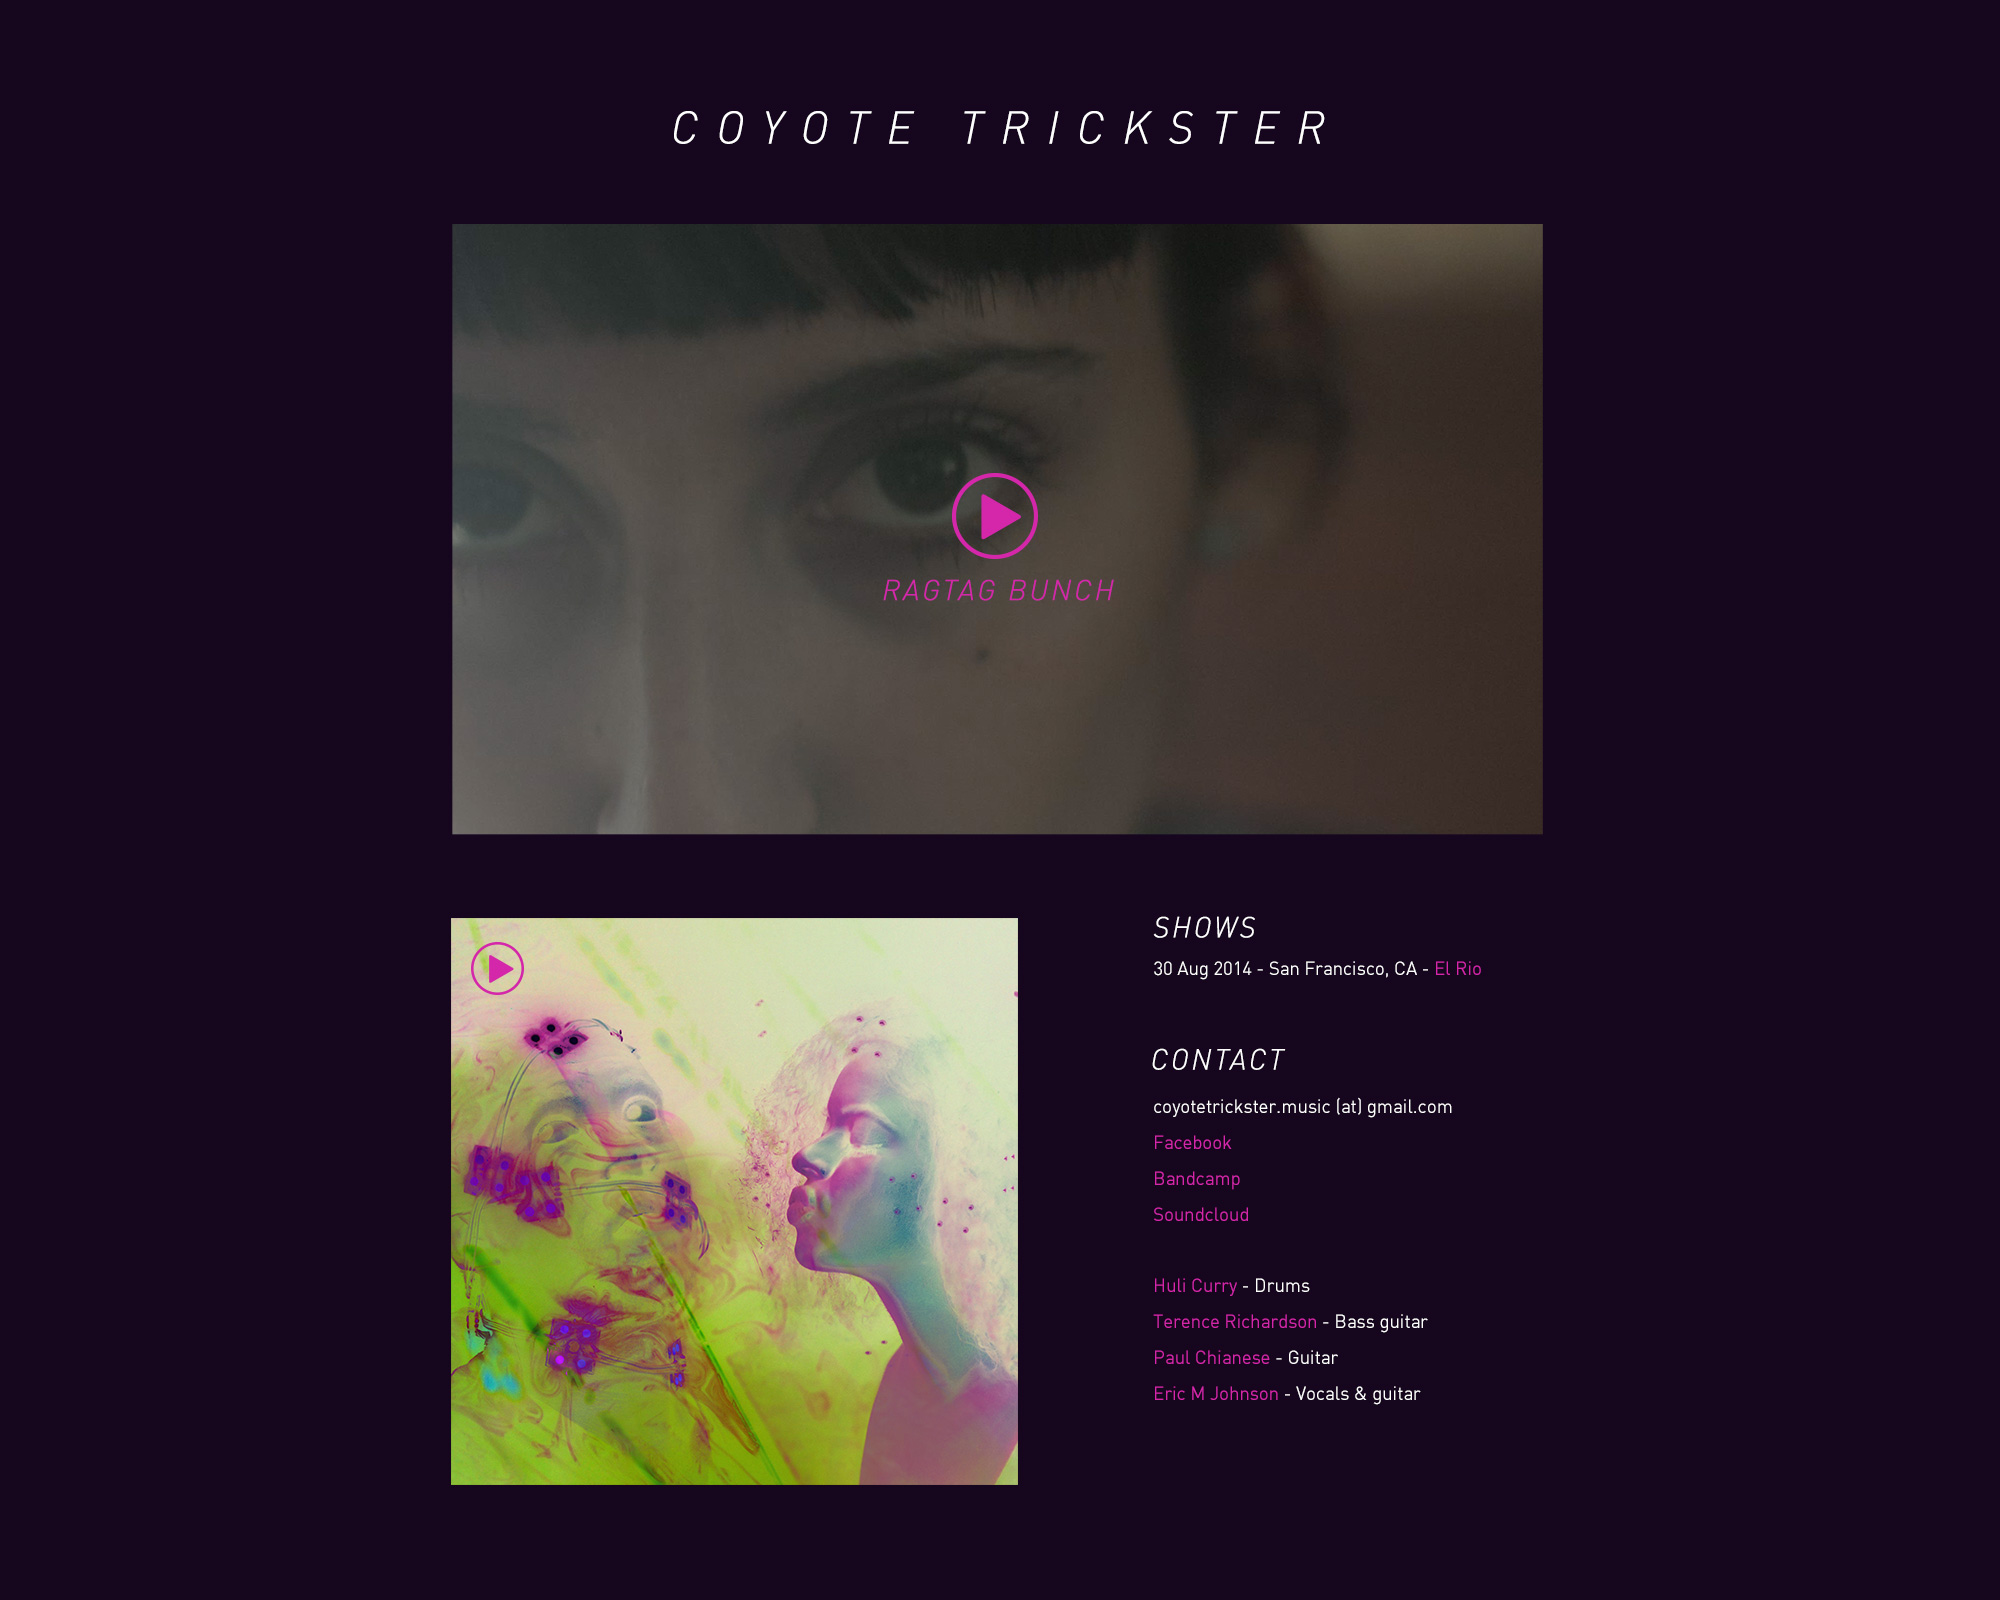 COYOTE TRICKSTER
RAGTAG BUNCH
SHOWS
30 Aug 2014 - San Francisco, CA - El Rio
CONTACT
coyotetrickster.music (at) gmail.com
Facebook
Bandcamp
Soundcloud
Huli Curry - Drums
Terence Richardson - Bass guitar
Paul Chianese - Guitar
Eric M Johnson - Vocals & guitar